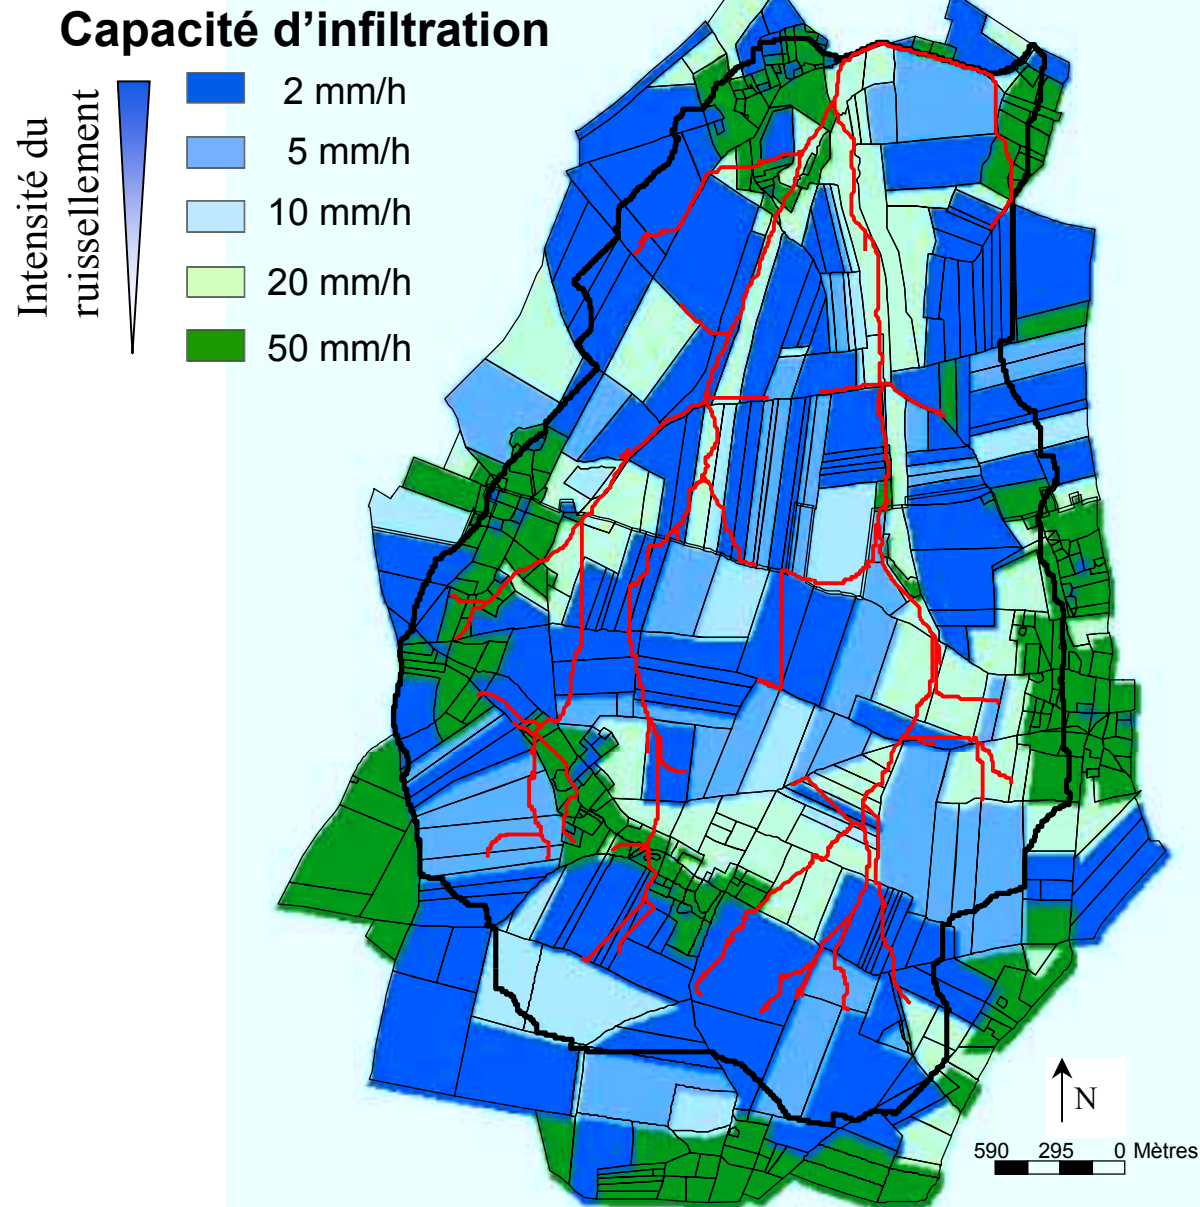 Capacité d’infiltration
Intensité du
ruissellement
2 mm/h
5 mm/h
10 mm/h
20 mm/h
50 mm/h
N
590 295 0 Mètres